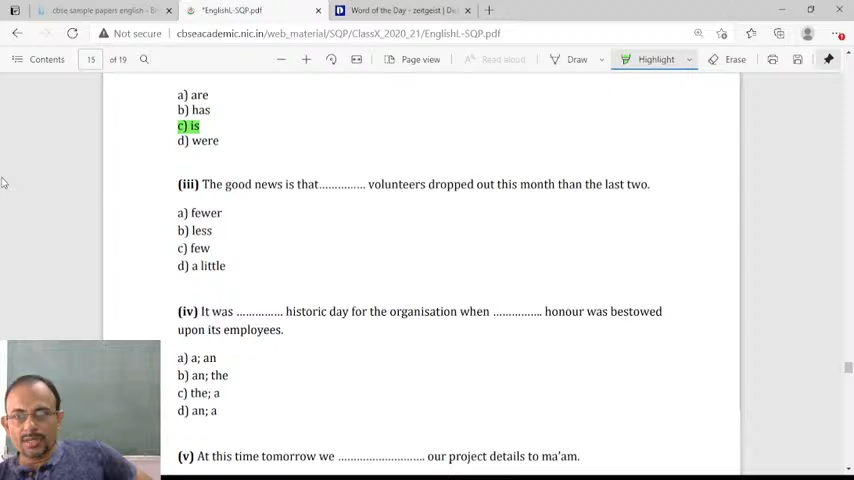 cbse sample papers english - B
*EnglishL-SQP.pdf
Word of the Day - zeitgeist | Dic
Not secure
cbseacademic.nic.in/web_material/SQP/ClassX_2020_21/EnglishL-SQP.pdf
Contents
15
of 19
Page view
Read aloud
Draw
Highlight
Erase
a) are
b) has
c) is
d) were
(iii) The good news is that…………… volunteers dropped out this month than the last two.
a) fewer
b) less
c) few
d) a little
(iv) It was …………… historic day for the organisation when …………….. honour was bestowed
upon its employees.
a) a; an
b) an; the
c) the; a
d) an; a
(v) At this time tomorrow we ………………………. our project details to ma'am.